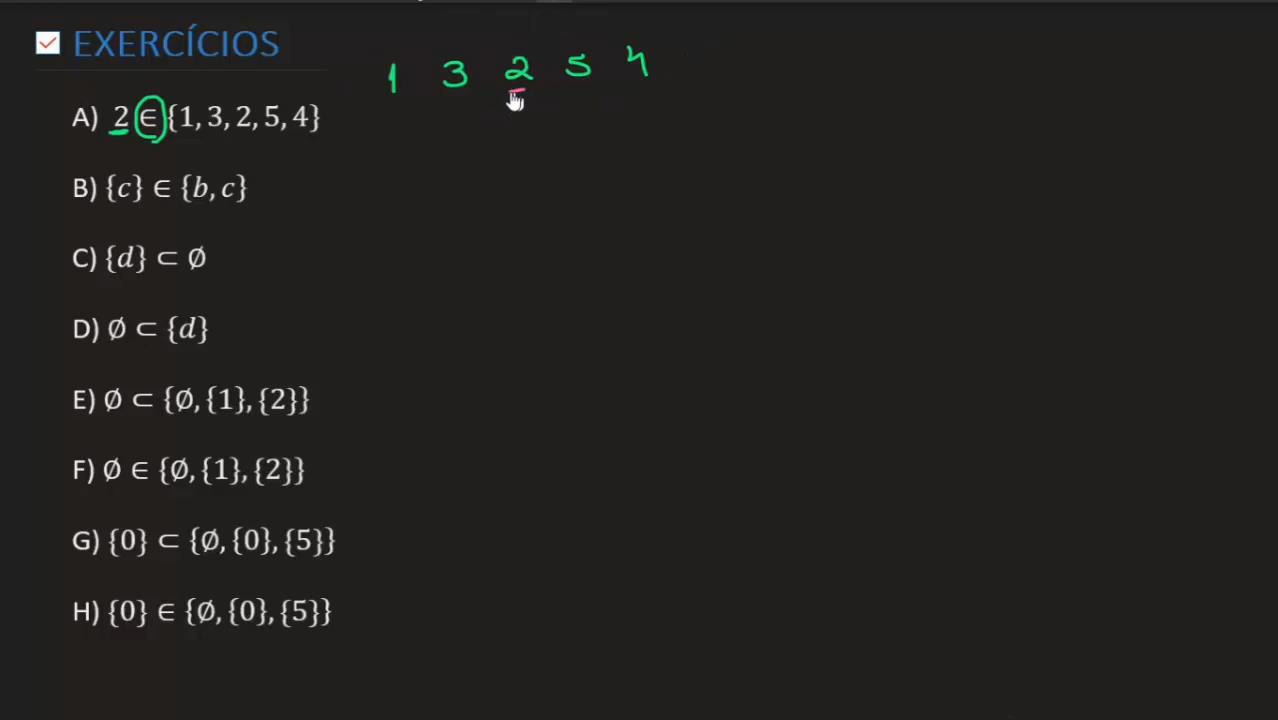 EXERCÍCIOS
1 3 2 5 4
A) 2 ∈ {1, 3, 2, 5, 4}
B) {c} ∈ {b, c}
C) {d} ⊂ ∅
D) ∅ ⊂ {d}
E) ∅ ⊂ {∅, {1}, {2}}
F) ∅ ∈ {∅, {1}, {2}}
G) {0} ⊂ {∅, {0}, {5}}
H) {0} ∈ {∅, {0}, {5}}